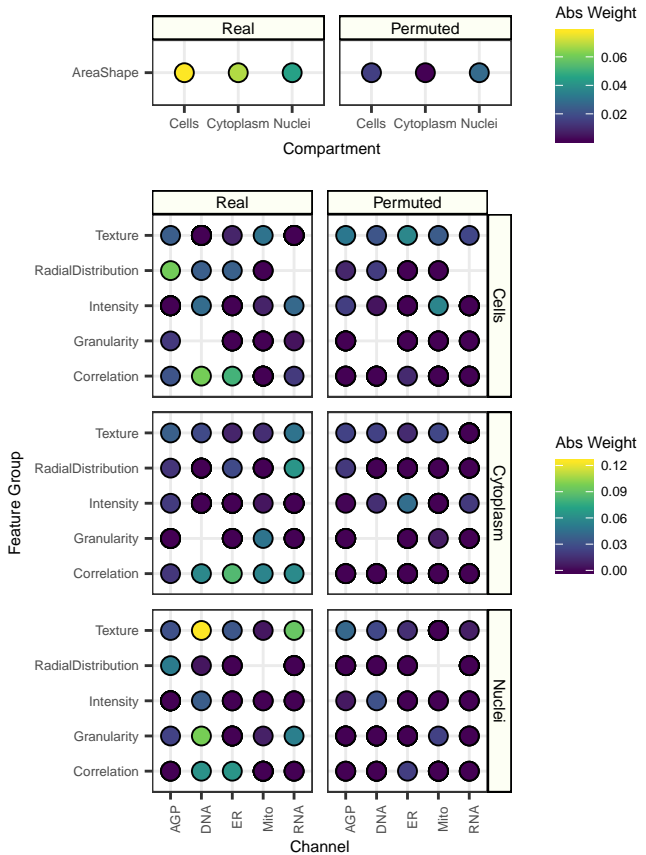 Real Permuted
AreaShape
Cells Cytoplasm Nuclei Cells Cytoplasm Nuclei
Compartment
Abs Weight
0.06
0.04
0.02
Real Permuted
Feature Group
Texture
RadialDistribution
Intensity
Granularity
Correlation
Cells
Texture
RadialDistribution
Intensity
Granularity
Correlation
Cytoplasm
Texture
RadialDistribution
Intensity
Granularity
Correlation
Nuclei
AGP DNA ER Mito RNA AGP DNA ER Mito RNA
Channel
Abs Weight
0.12
0.09
0.06
0.03
0.00